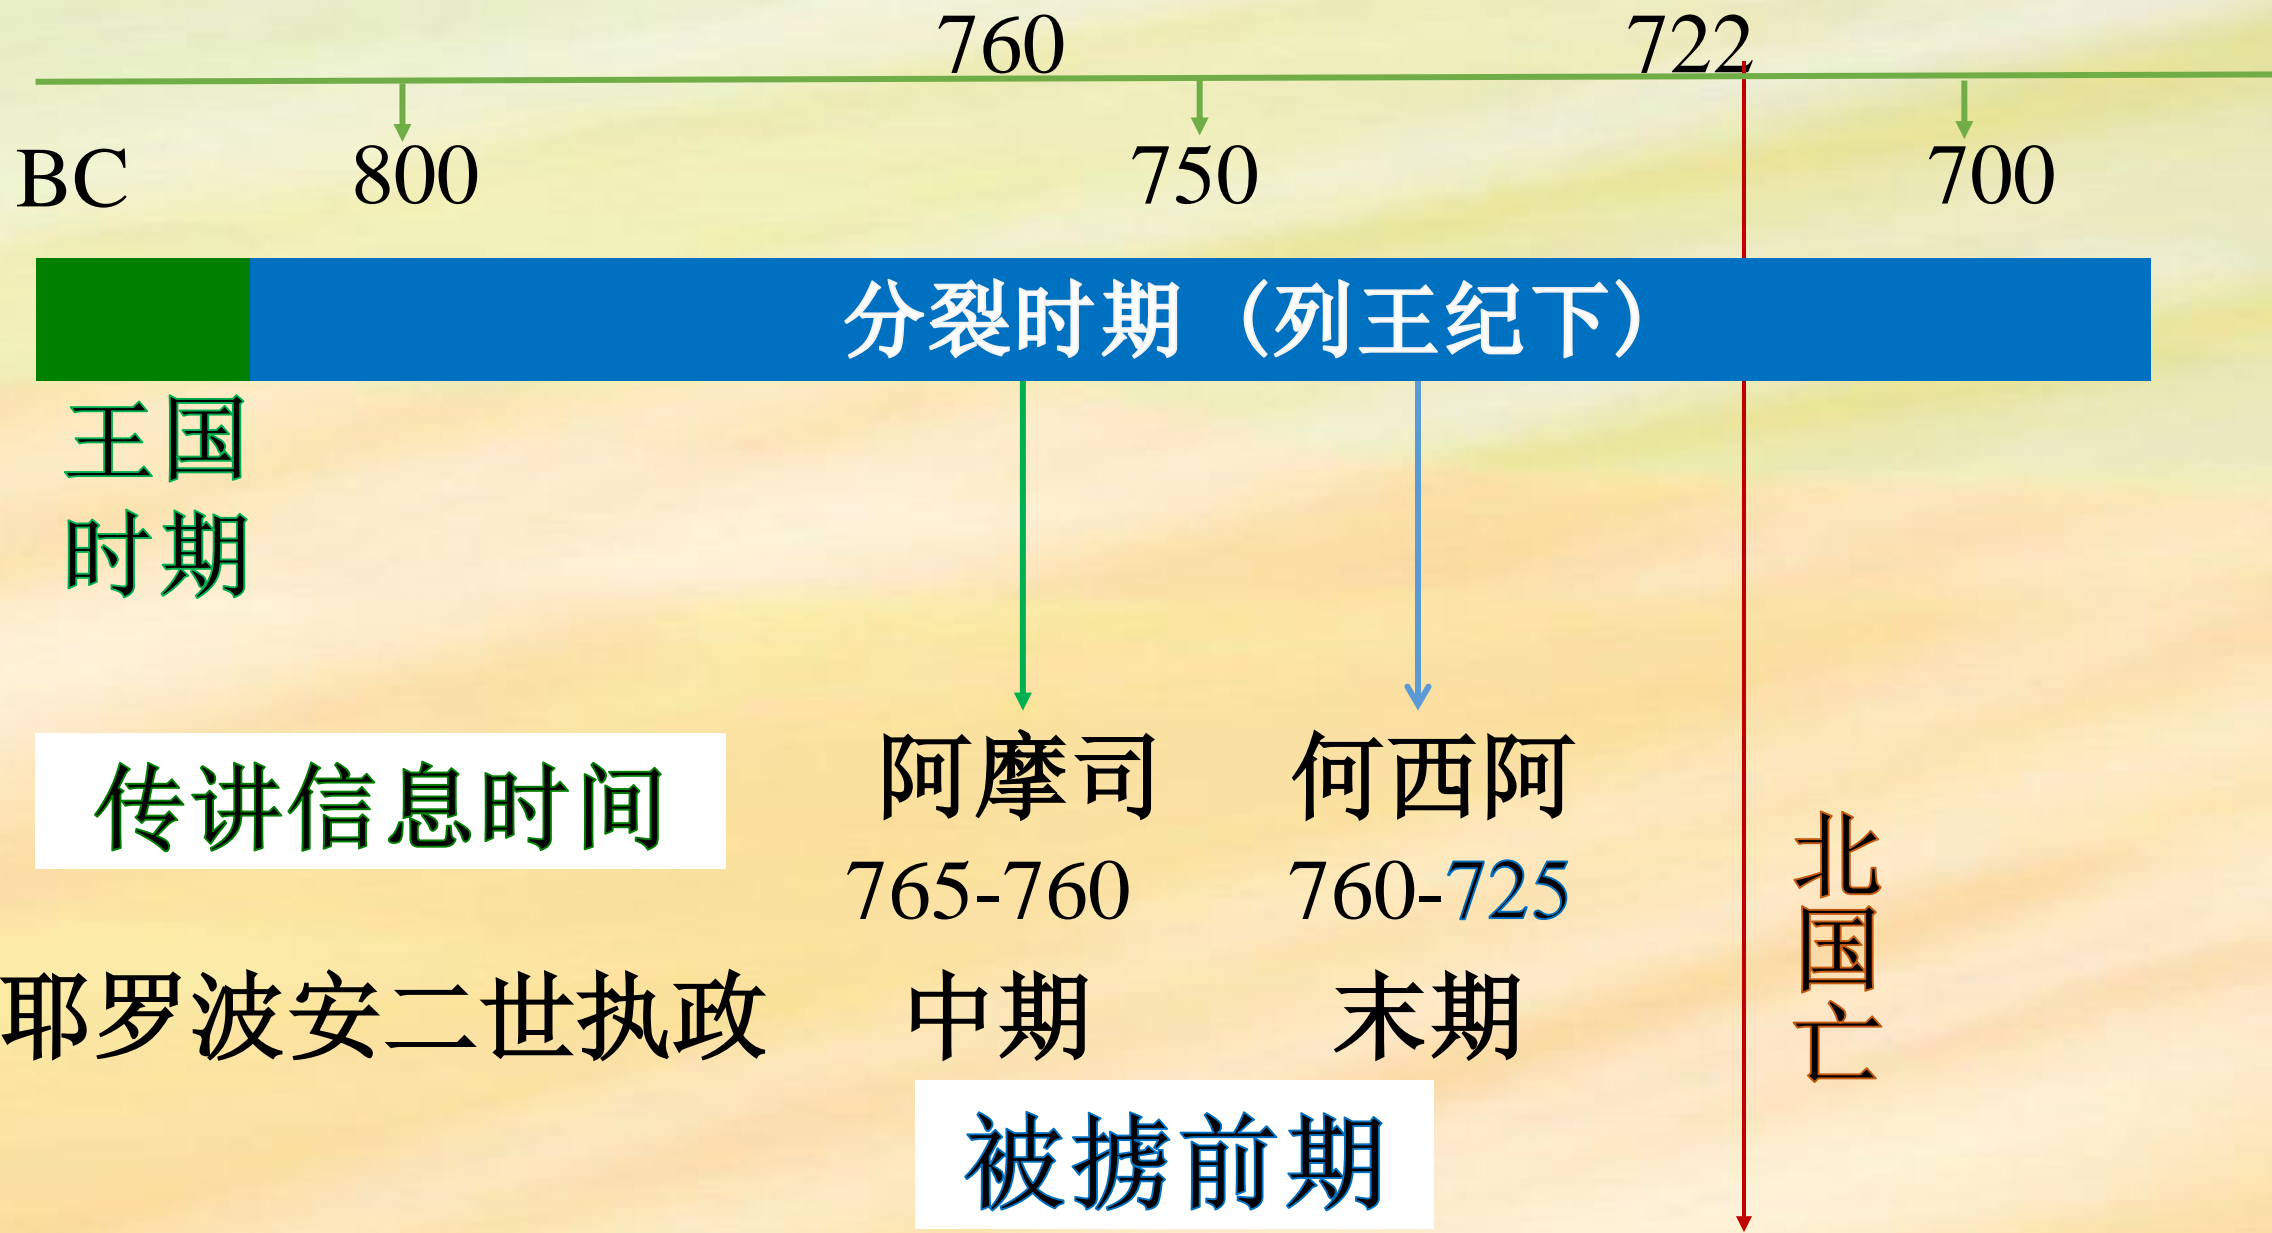 760 722
BC 800 750 700
分裂时期（列王纪下）
王国
时期
传讲信息时间
阿摩司 何西阿
765-760 760-725
耶罗波安二世执政 中期 末期
北国亡
被掳前期